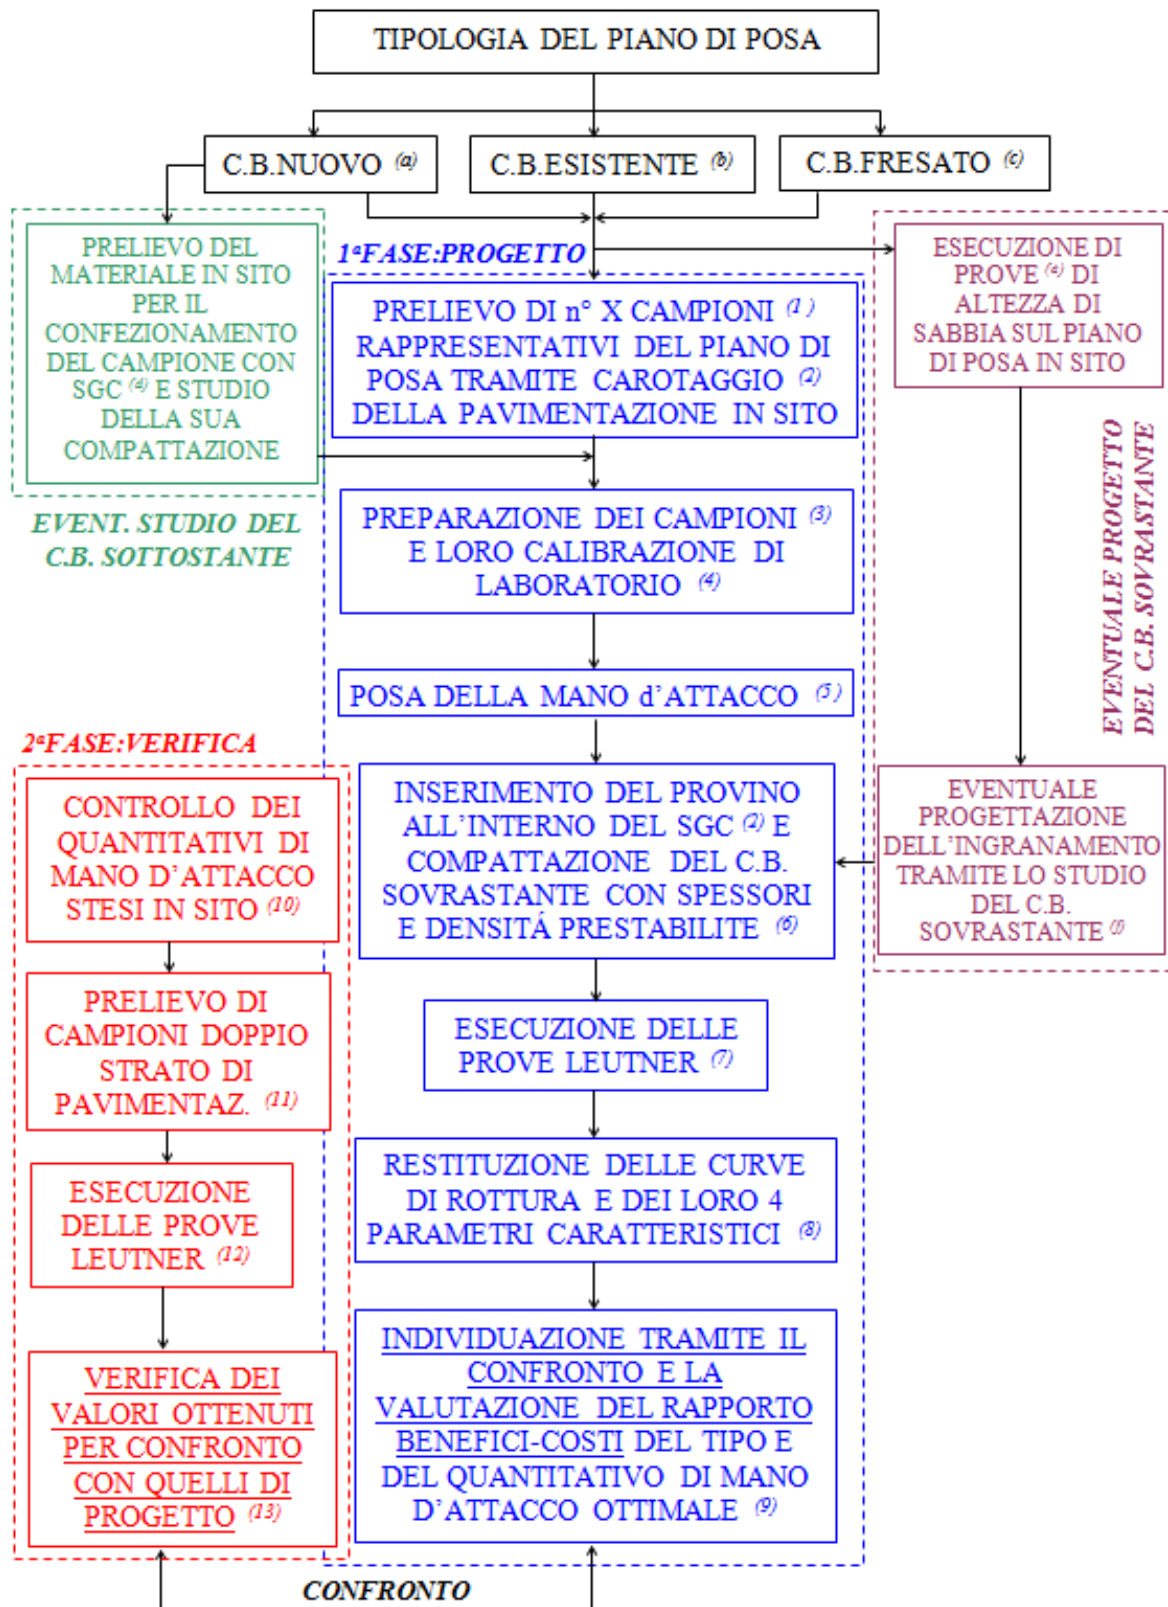 TIPOLOGIA DEL PIANO DI POSA
C.B.NUOVO (a)
C.B.ESISTENTE (b)
C.B.FRESATO (c)
PRELIEVO DEL
MATERIALE IN SITO
PER IL
CONFEZIONAMENTO
DEL CAMPIONE CON
SGC (d) E STUDIO
DELLA SUA
COMPATTAZIONE
EVENT. STUDIO DEL
C.B. SOTTOSTANTE
1ª FASE:PROGETTO
PRELIEVO DI n° X CAMPIONI (1)
RAPPRESENTATIVI DEL PIANO DI
POSA TRAMITE CAROTAGGIO (2)
DELLA PAVIMENTAZIONE IN SITO
PREPARAZIONE DEI CAMPIONI (3)
E LORO CALIBRAZIONE DI
LABORATORIO (4)
POSA DELLA MANO d'ATTACCO (5)
INSERIMENTO DEL PROVINO
ALL'INTERNO DEL SGC (2) E
COMPATTAZIONE DEL C.B.
SOVRASTANTE CON SPESSORI
E DENSITÁ PRESTABILITE (6)
ESECUZIONE DELLE
PROVE LEUTNER (7)
RESTITUZIONE DELLE CURVE
DI ROTTURA E DEI LORO 4
PARAMETRI CARATTERISTICI (8)
INDIVIDUAZIONE TRAMITE IL
CONFRONTO E LA
VALUTAZIONE DEL RAPPORTO
BENEFICI-COSTI DEL TIPO E
DEL QUANTITATIVO DI MANO
D'ATTACCO OTTIMALE (9)
ESECUZIONE DI
PROVE (e) DI
ALTEZZA DI
SABBIA SUL PIANO
DI POSA IN SITO
EVENTUALE PROGETTO
DEL C.B. SOVRASTANTE
EVENTUALE
PROGETTAZIONE
DELL'INGRANAMENTO
TRAMITE LO STUDIO
DEL C.B.
SOVRASTANTE (f)
2ª FASE:VERIFICA
CONTROLLO DEI
QUANTITATIVI DI
MANO D'ATTACCO
STESI IN SITO (10)
PRELIEVO DI
CAMPIONI DOPPIO
STRATO DI
PAVIMENTAZ. (11)
ESECUZIONE
DELLE PROVE
LEUTNER (12)
VERIFICA DEI
VALORI OTTENUTI
PER CONFRONTO
CON QUELLI DI
PROGETTO (13)
CONFRONTO